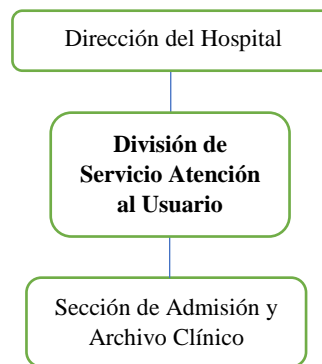 Dirección del Hospital
División de
Servicio Atención
al Usuario
Sección de Admisión y
Archivo Clínico